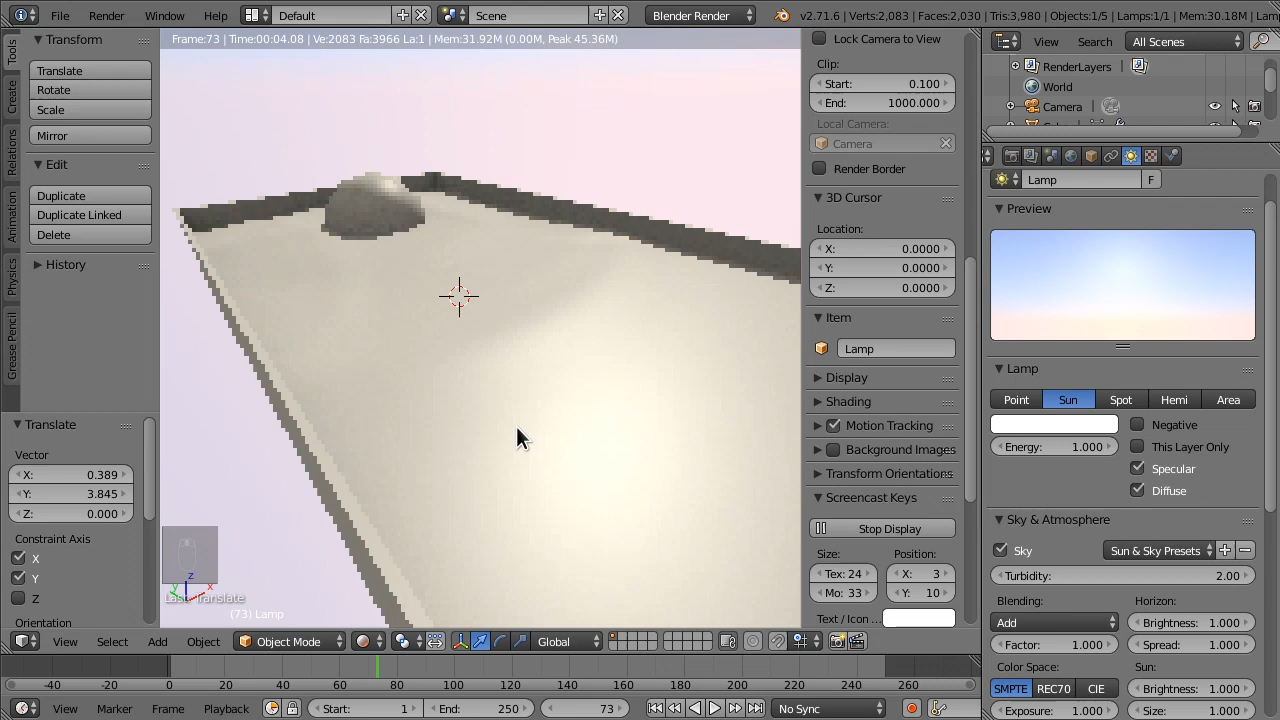 File Render Window Help Default Scene Blender Render v2.71.6 | Verts:2,083 | Faces:2,030 | Tris:3,980 | Objects:1/5 | Lamps:1/1 | Mem:30.18M | Lam
Frame:73 | Time:00:04.08 | Ve:2083 Fa:3966 La:1 | Mem:31.92M (0.00M, Peak 45.36M)
Tools
Create
Relations
Animation
Physics
Grease Pencil
Transform
Translate
Rotate
Scale
Mirror
Edit
Duplicate
Duplicate Linked
Delete
History
Translate
Vector
X: 0.389
Y: 3.845
Z: 0.000
Constraint Axis
X
Y
Z
Orientation
z
y
x
Last: Translate
(73) Lamp
Lock Camera to View
Clip:
Start: 0.100
End: 1000.000
Local Camera:
Camera
Render Border
3D Cursor
Location:
X: 0.0000
Y: 0.0000
Z: 0.0000
Item
Lamp
Display
Shading
Motion Tracking
Background Images
Transform Orientations
Screencast Keys
Stop Display
Size: Position:
Tex: 24 X: 3
Mo: 33 Y: 10
Text / Icon ...
View Search All Scenes
RenderLayers |
World
Camera |
Lamp F
Preview
Lamp
Point Sun Spot Hemi Area
Negative
Energy: 1.000 This Layer Only
Specular
Diffuse
Sky & Atmosphere
Sky Sun & Sky Presets
Turbidity: 2.00
Blending: Horizon:
Add Brightness: 1.000
Factor: 1.000 Spread: 1.000
Color Space: Sun:
SMPTE REC70 CIE Brightness: 1.000
Exposure: 1.000 Size: 1.000
View Select Add Object Object Mode Global
-40 -20 0 20 40 60 80 100 120 140 160 180 200 220 240 260
View Marker Frame Playback Start: 1 End: 250 73 No Sync